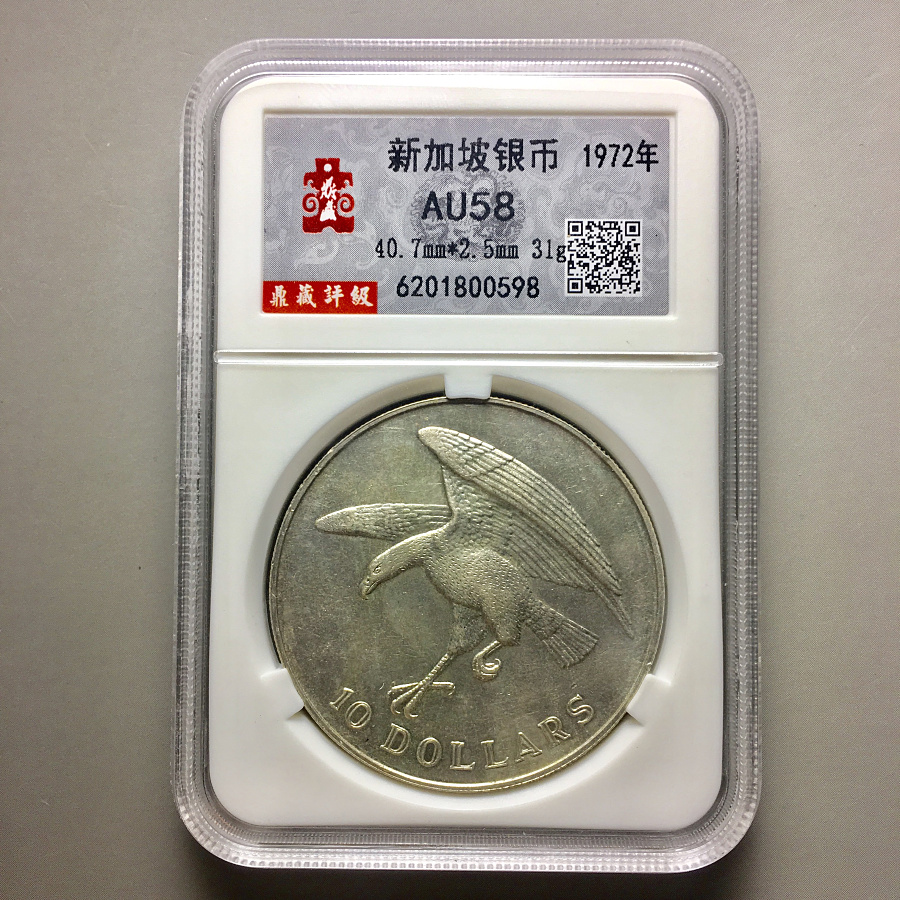 新加坡银币 1972年
AU58
40.7mm*2.5mm 31g
6201800598
鼎藏評級
10 DOLLARS